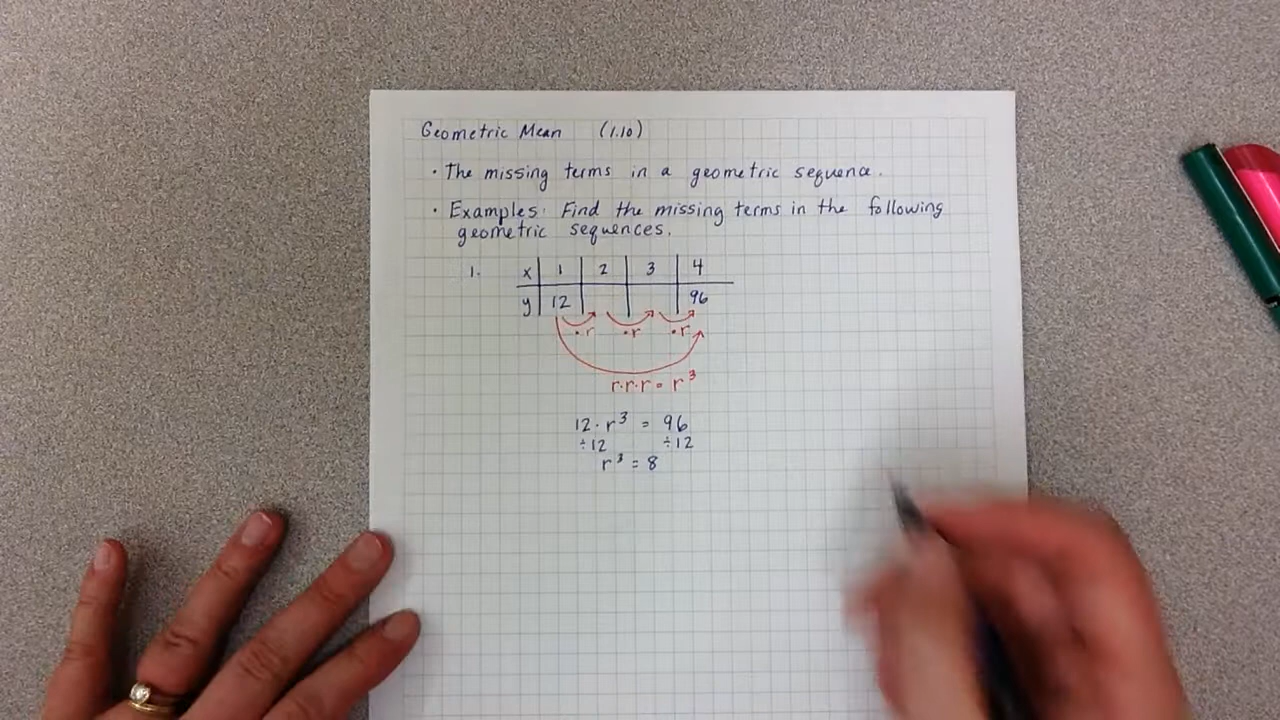 Geometric Mean (1.10)
· The missing terms in a geometric sequence.
· Examples: Find the missing terms in the following
geometric sequences.
1. x 1 2 3 4
y 12 96
·r ·r ·r
r·r·r = r³
12 · r³ = 96
÷12 ÷12
r³ = 8